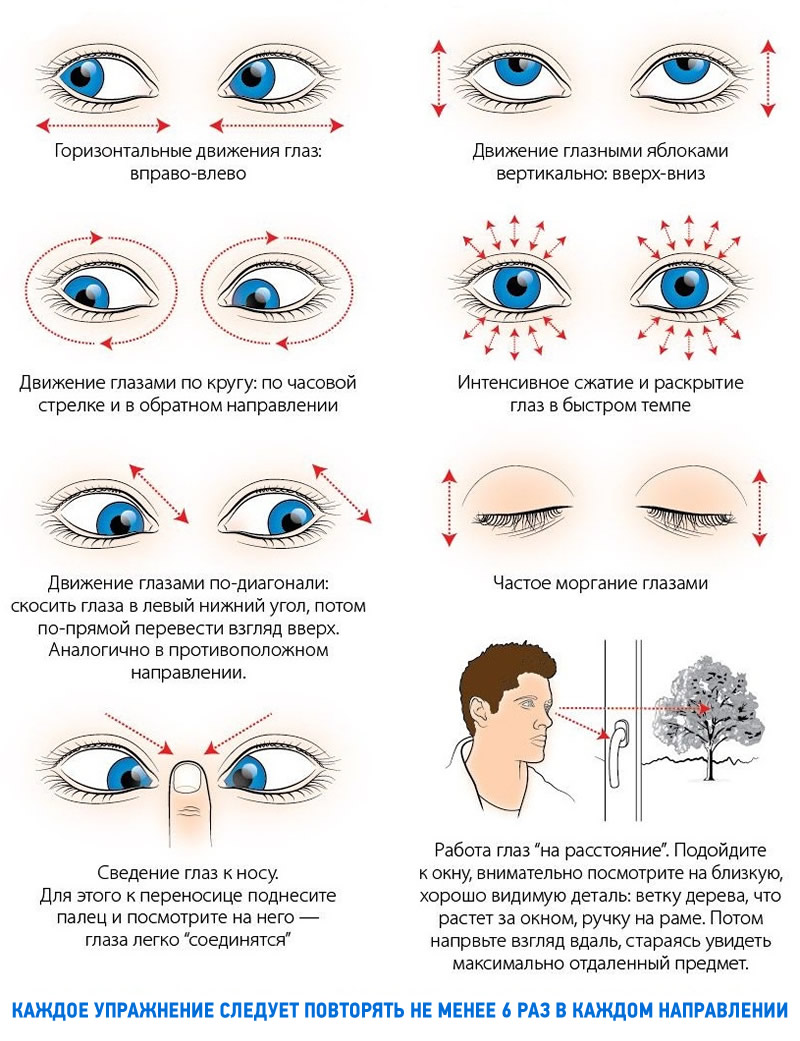 Горизонтальные движения глаз:
вправо-влево
Движение глазными яблоками
вертикально: вверх-вниз
Движение глазами по кругу: по часовой
стрелке и в обратном направлении
Интенсивное сжатие и раскрытие
глаз в быстром темпе
Движение глазами по-диагонали:
скосить глаза в левый нижний угол, потом
по-прямой перевести взгляд вверх.
Аналогично в противоположном
направлении.
Частое моргание глазами
Сведение глаз к носу.
Для этого к переносице поднесите
палец и посмотрите на него —
глаза легко “соединятся”
Работа глаз “на расстояние”. Подойдите
к окну, внимательно посмотрите на близкую,
хорошо видимую деталь: ветку дерева, что
растет за окном, ручку на раме. Потом
напрвьте взгляд вдаль, стараясь увидеть
максимально отдаленный предмет.
КАЖДОЕ УПРАЖНЕНИЕ СЛЕДУЕТ ПОВТОРЯТЬ НЕ МЕНЕЕ 6 РАЗ В КАЖДОМ НАПРАВЛЕНИИ